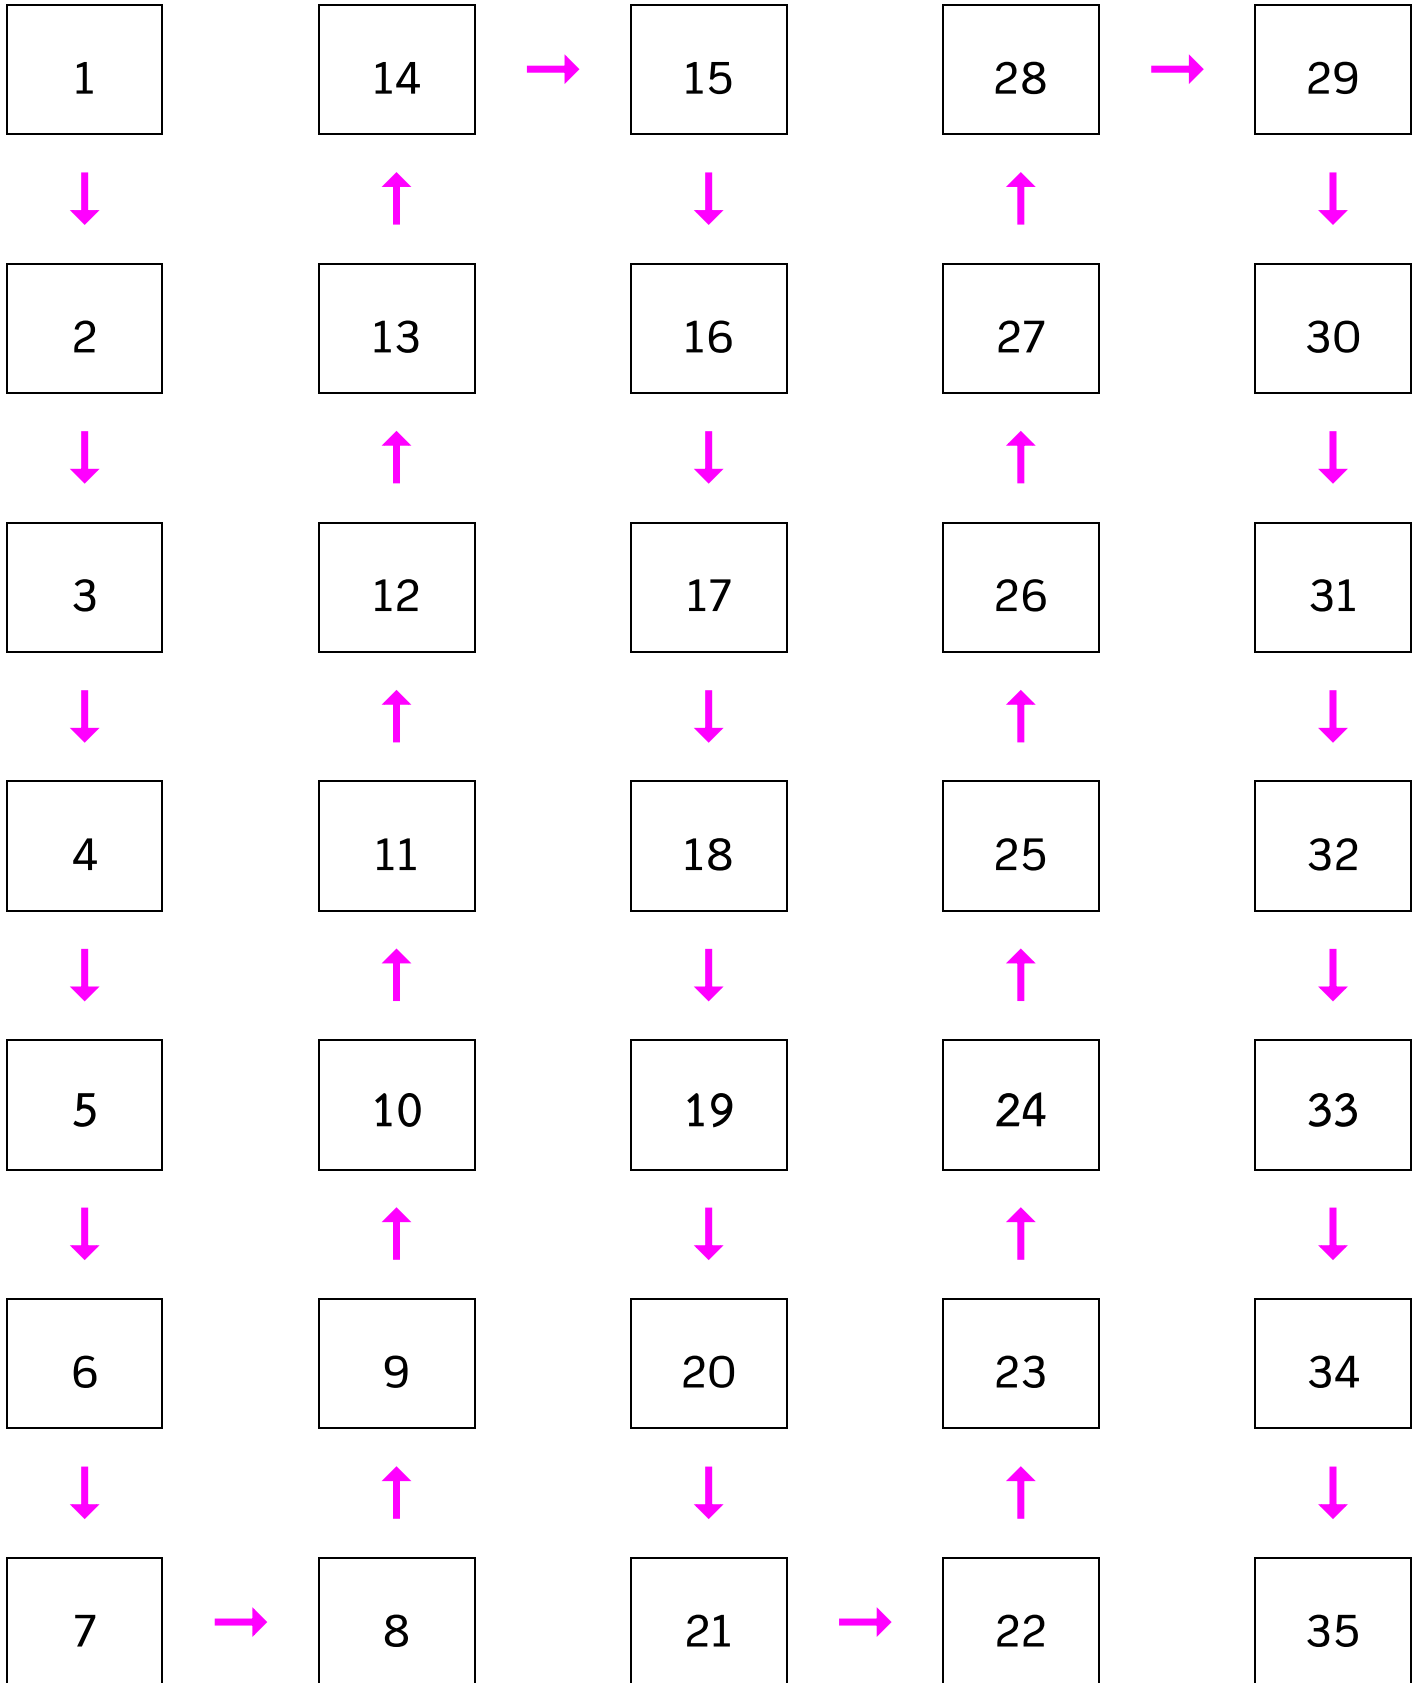 1 14 → 15 28 → 29
↓ ↑ ↓ ↑ ↓
2 13 16 27 30
↓ ↑ ↓ ↑ ↓
3 12 17 26 31
↓ ↑ ↓ ↑ ↓
4 11 18 25 32
↓ ↑ ↓ ↑ ↓
5 10 19 24 33
↓ ↑ ↓ ↑ ↓
6 9 20 23 34
↓ ↑ ↓ ↑ ↓
7 → 8 21 → 22 35